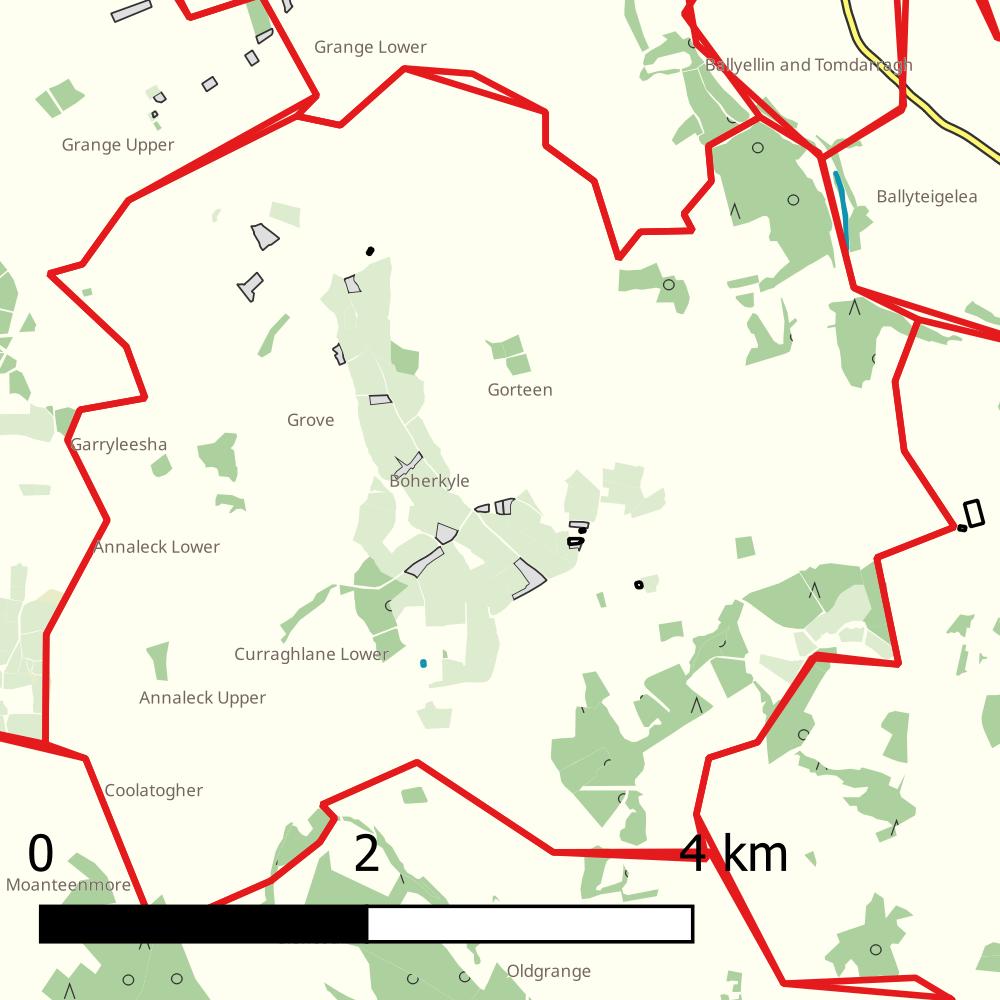 Grange Lower
Ballyellin and Tomdarragh
Grange Upper
Ballyteigelea
Gorteen
Grove
Garryleesha
Boherkyle
Annaleck Lower
Curraghlane Lower
Annaleck Upper
Coolatogher
0 2 4 km
Moanteenmore
Oldgrange